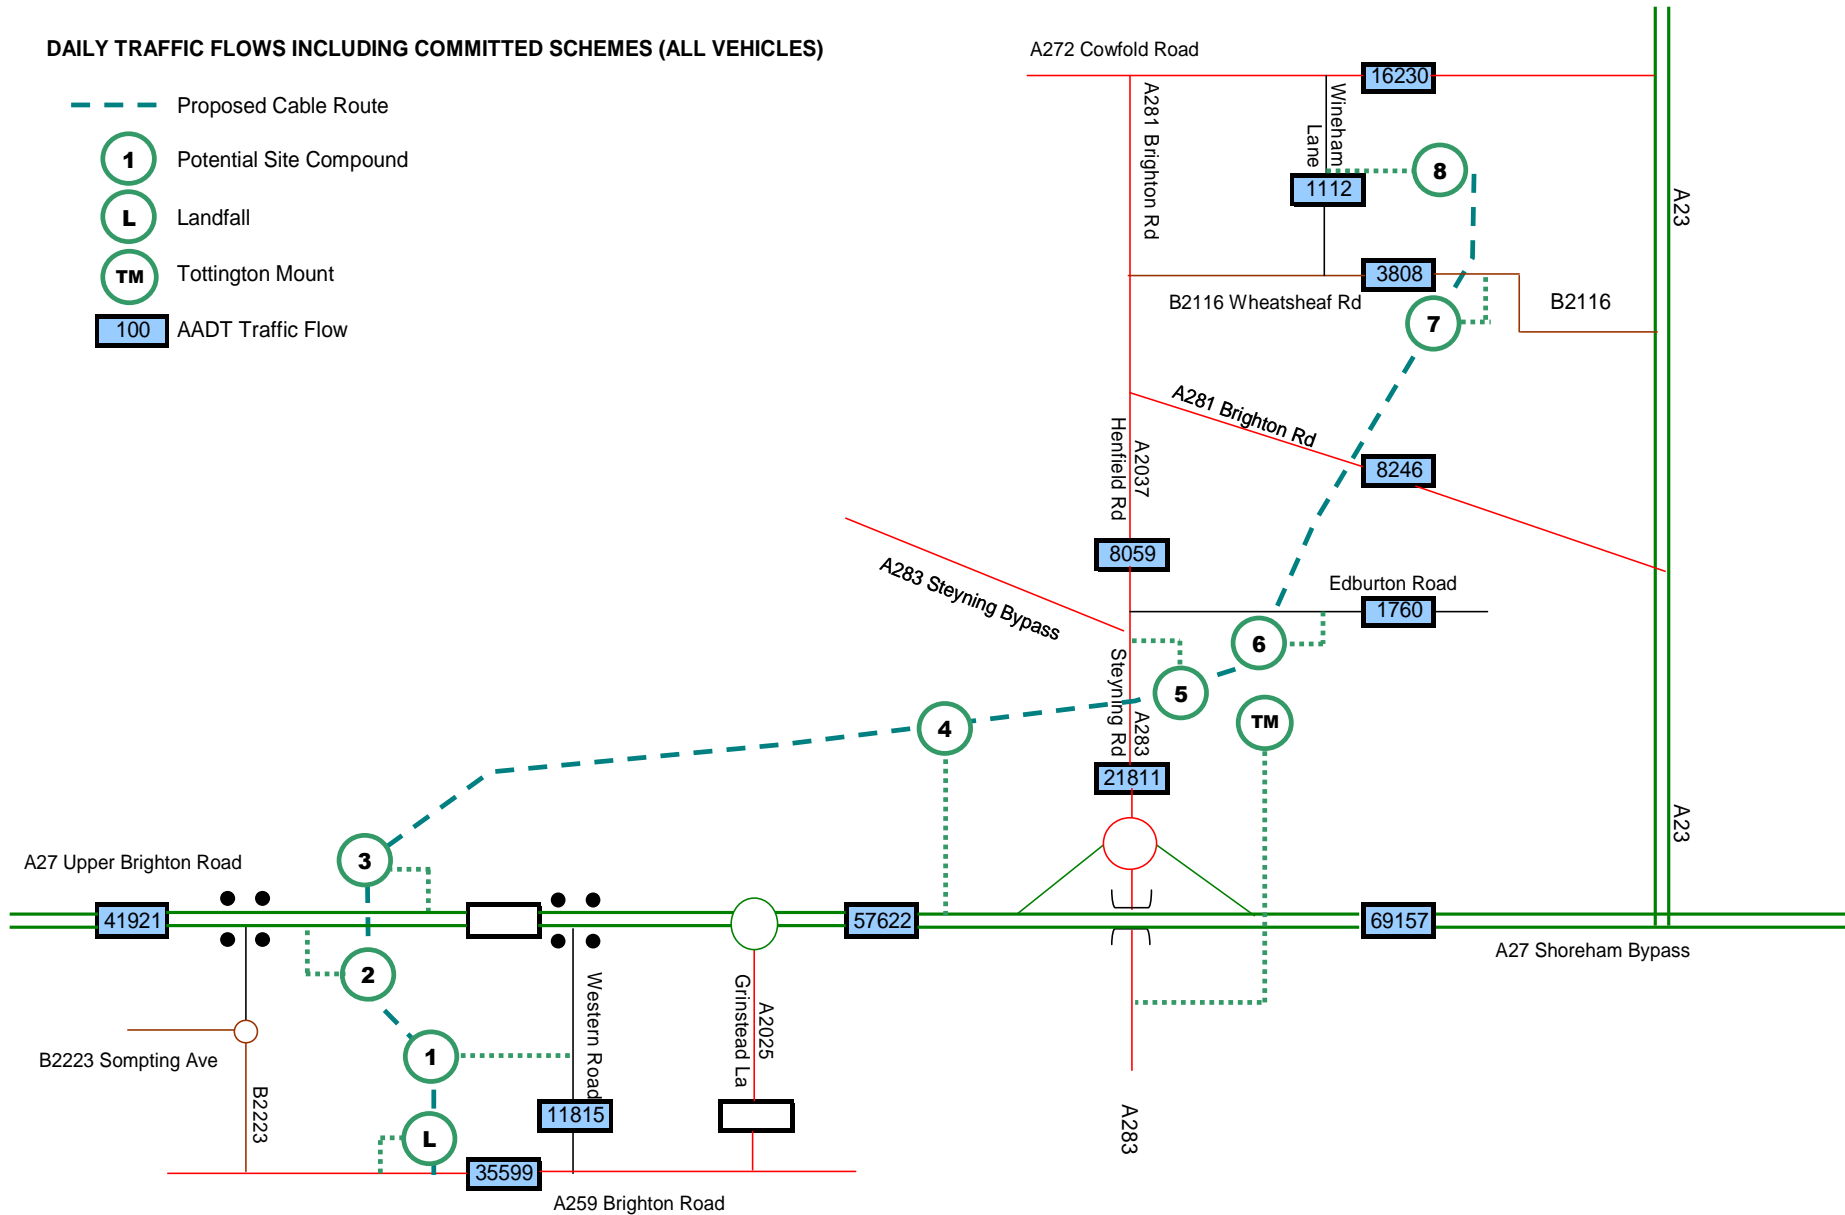 DAILY TRAFFIC FLOWS INCLUDING COMMITTED SCHEMES (ALL VEHICLES)
Proposed Cable Route
1 Potential Site Compound
L Landfall
TM Tottington Mount
100 AADT Traffic Flow
A272 Cowfold Road
16230
A281 Brighton Rd
Wineham
Lane
8
1112
A23
3808
B2116 Wheatsheaf Rd
B2116
7
A281 Brighton Rd
A2037
Henfield Rd
8246
8059
A283 Steyning Bypass
Edburton Road
1760
6
5
Steyning Rd
A283
4
TM
21811
A23
3
A27 Upper Brighton Road
41921
57622
69157
A27 Shoreham Bypass
2
Western Road
A2025
Grinstead La
1
B2223 Sompting Ave
B2223
11815
L
A283
35599
A259 Brighton Road